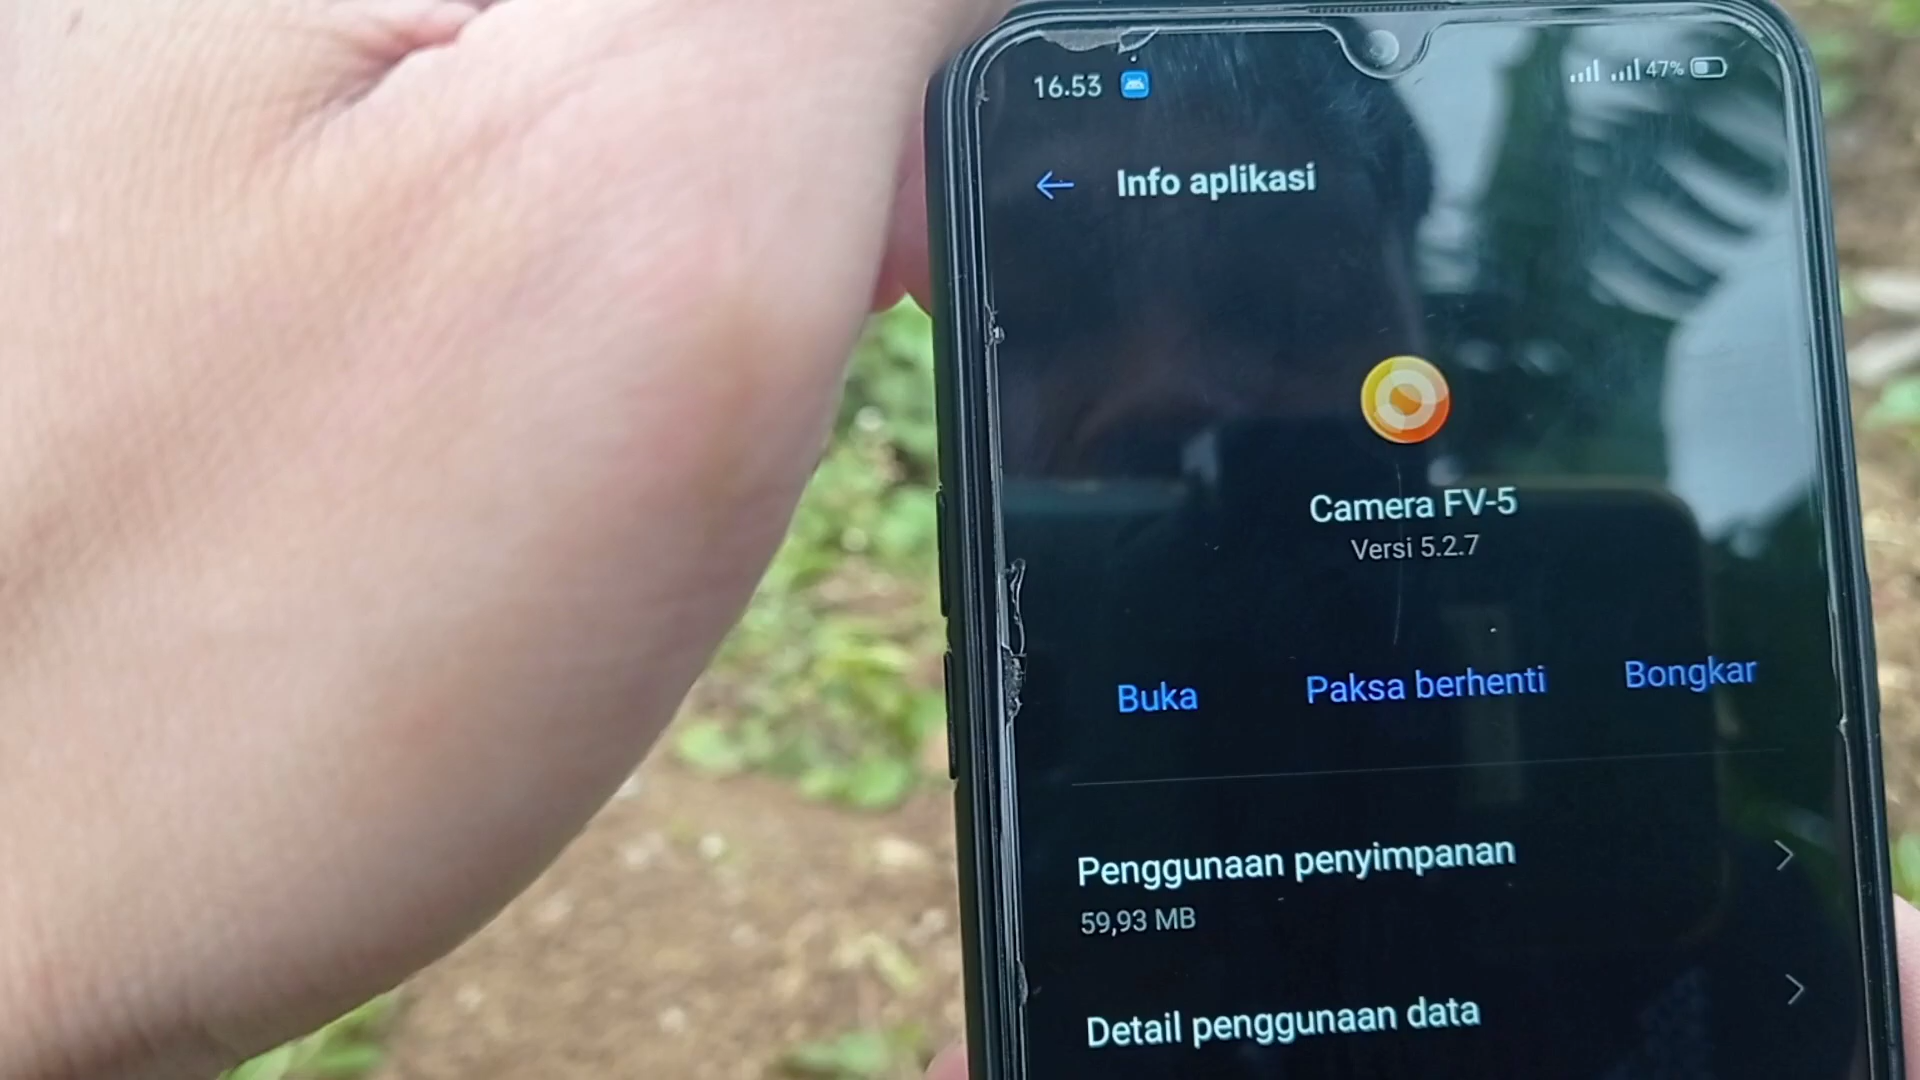 16.53 47%
Info aplikasi
Camera FV-5
Versi 5.2.7
Buka Paksa berhenti Bongkar
Penggunaan penyimpanan
59,93 MB
Detail penggunaan data